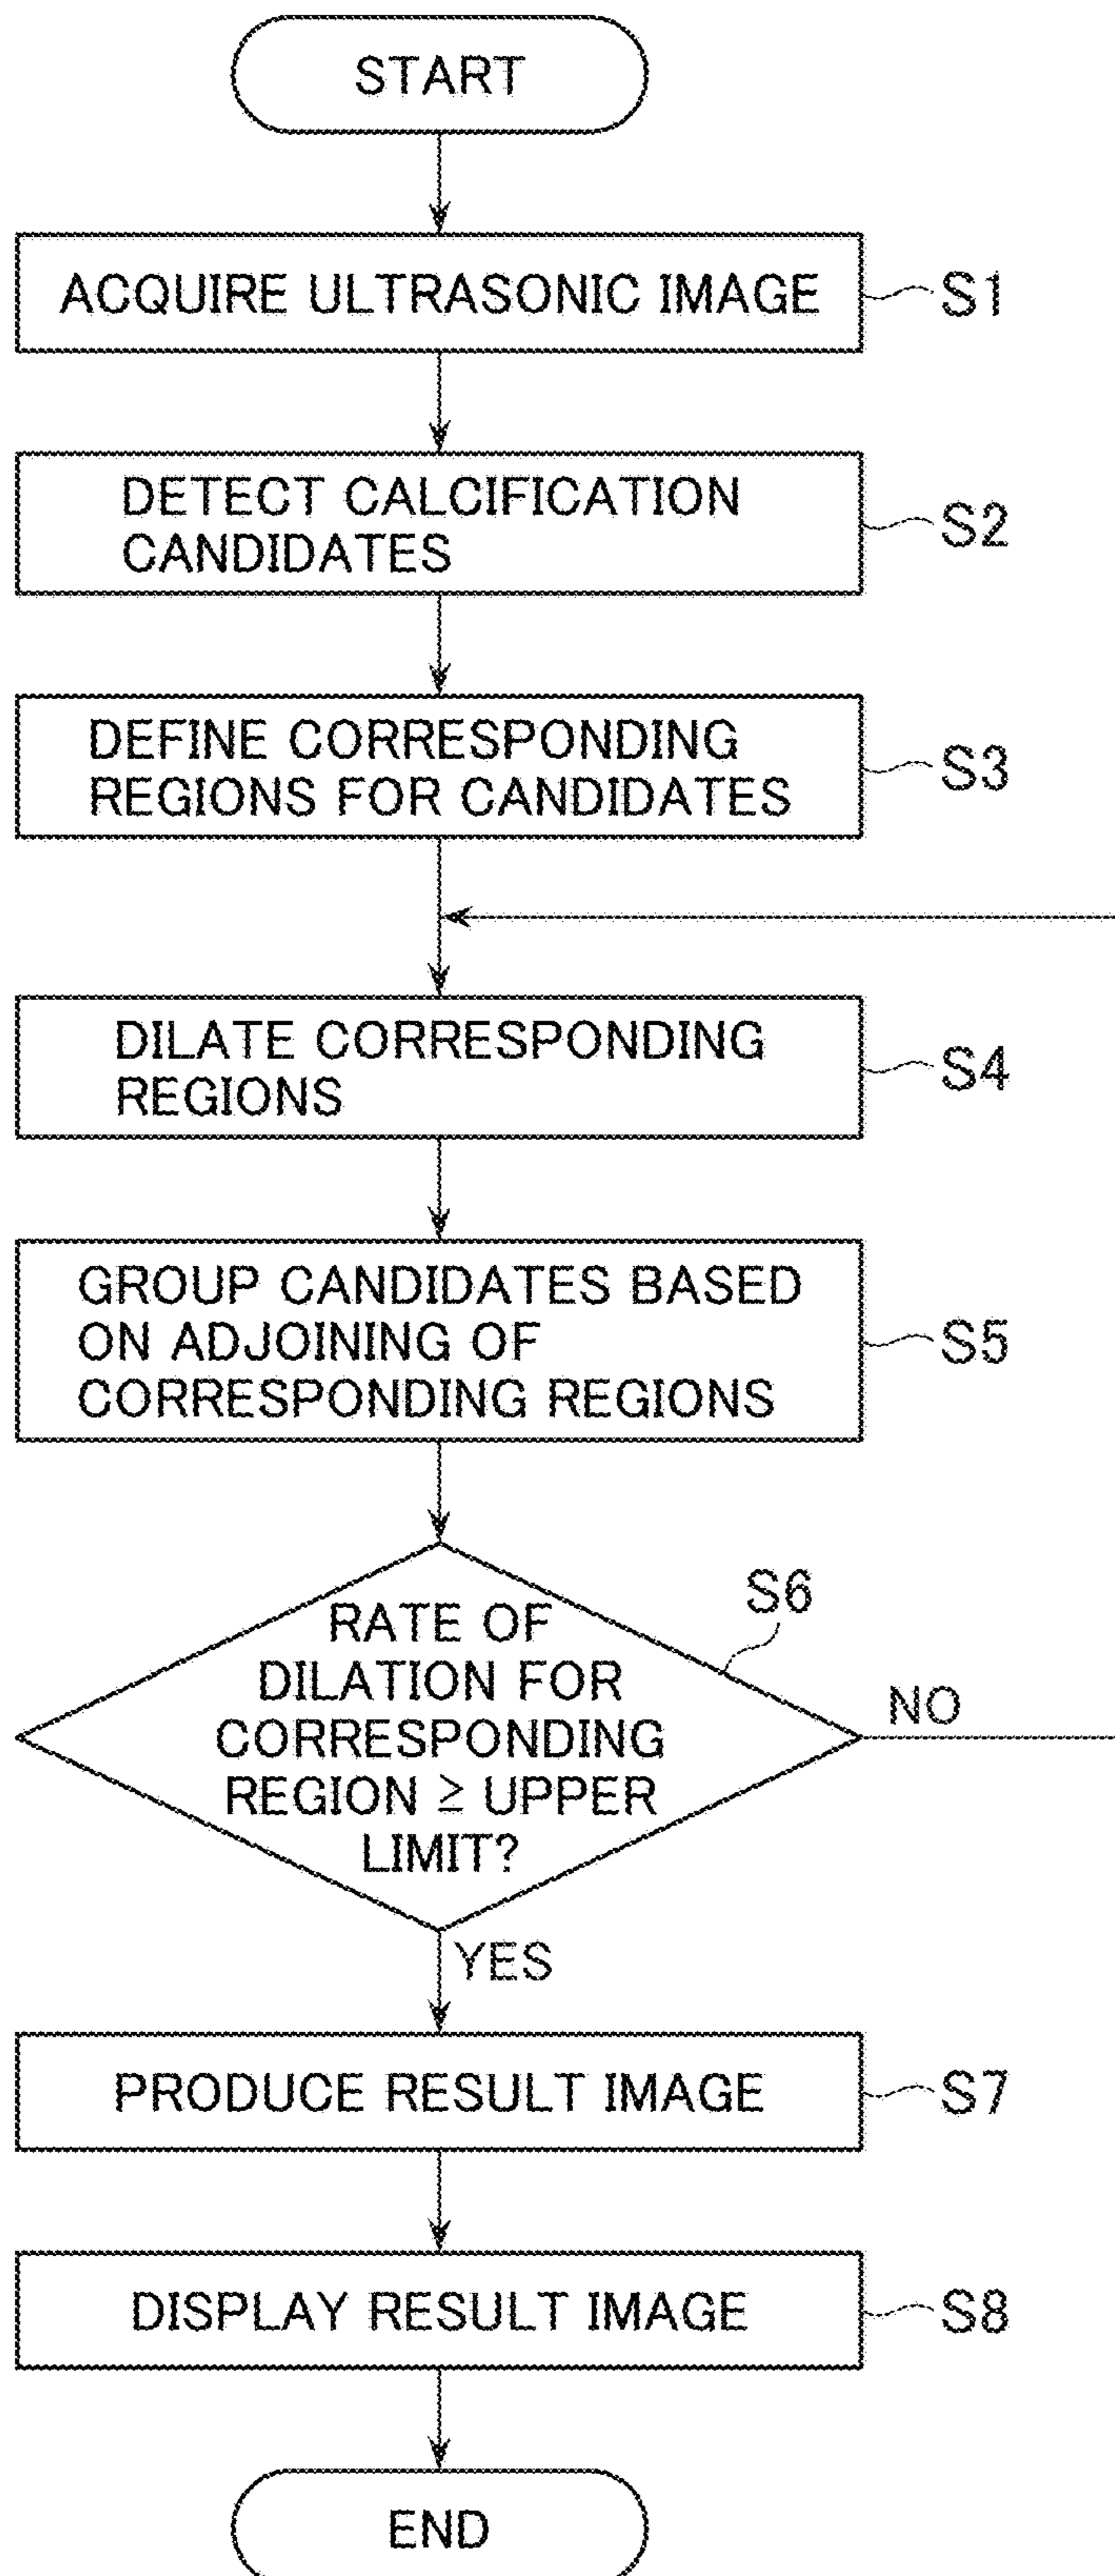 START
ACQUIRE ULTRASONIC IMAGE
S1
DETECT CALCIFICATION
CANDIDATES
S2
DEFINE CORRESPONDING
REGIONS FOR CANDIDATES
S3
DILATE CORRESPONDING
REGIONS
S4
GROUP CANDIDATES BASED
ON ADJOINING OF
CORRESPONDING REGIONS
S5
S6
RATE OF
DILATION FOR
CORRESPONDING
REGION ≥ UPPER
LIMIT?
NO
YES
PRODUCE RESULT IMAGE
S7
DISPLAY RESULT IMAGE
S8
END